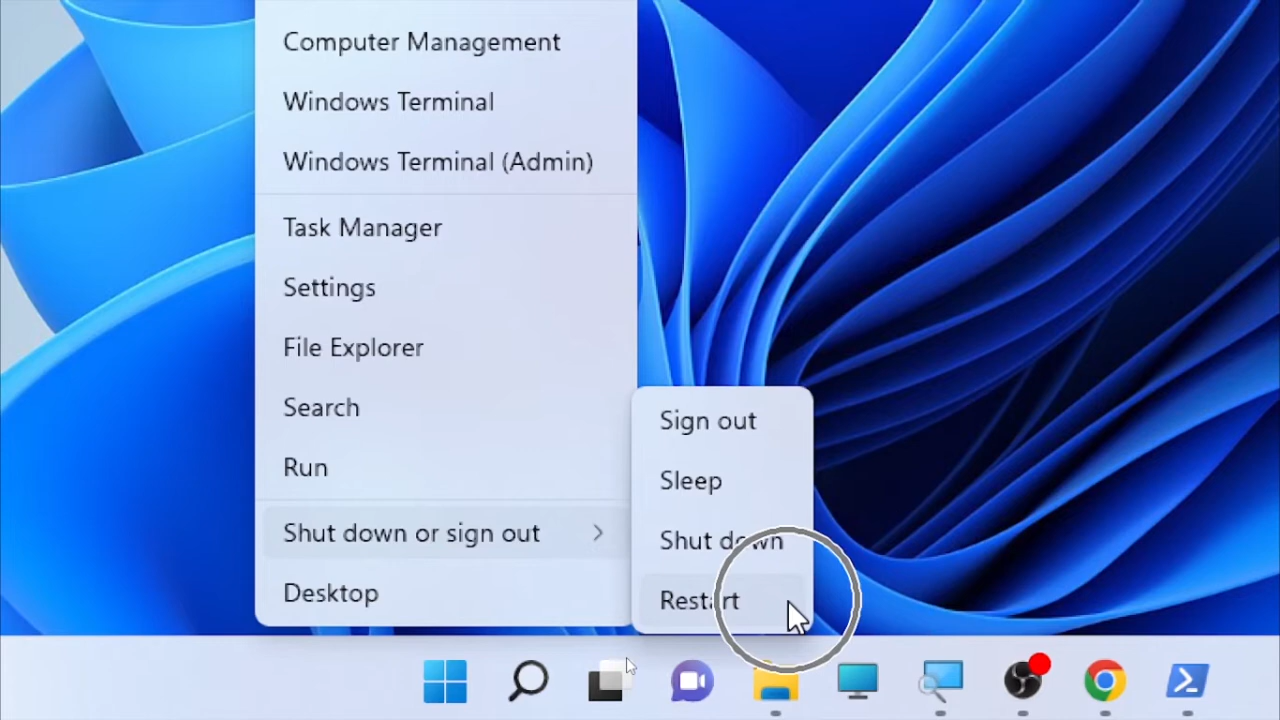 Computer Management
Windows Terminal
Windows Terminal (Admin)
Task Manager
Settings
File Explorer
Search
Run
Shut down or sign out
Desktop
Sign out
Sleep
Shut down
Restart